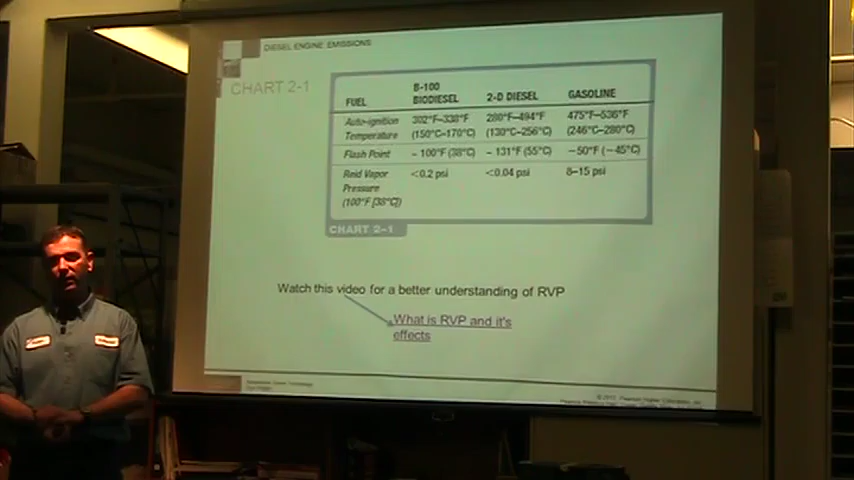 DIESEL ENGINE EMISSIONS
CHART 2-1
FUEL B-100 BIODIESEL 2-D DIESEL GASOLINE
Auto-ignition Temperature 302°F–338°F (150°C–170°C) 280°F–494°F (130°C–256°C) 475°F–536°F (246°C–280°C)
Flash Point – 100°F (38°C) – 131°F (55°C) –50°F (–45°C)
Reid Vapor Pressure (100°F [38°C]) <0.2 psi <0.04 psi 8–15 psi
CHART 2-1
Watch this video for a better understanding of RVP
What is RVP and it's
effects